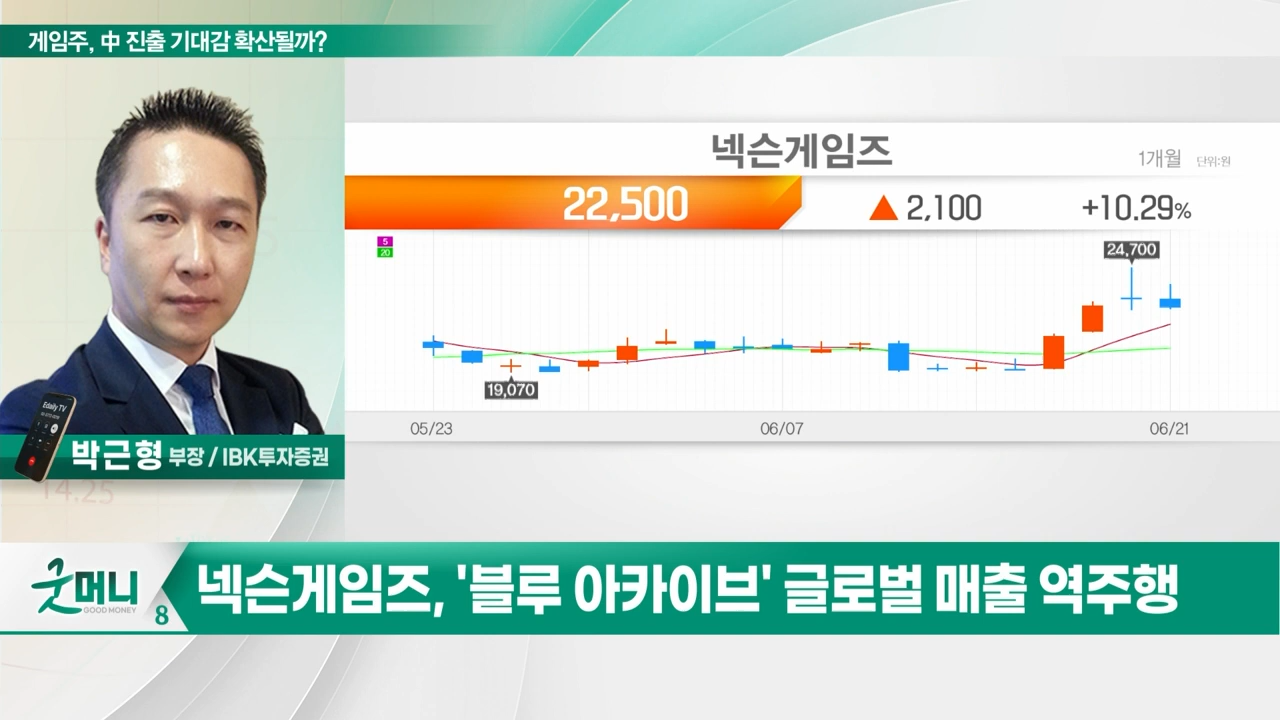 게임주, 中 진출 기대감 확산될까?
넥슨게임즈
1개월 단위:원
22,500 ▲ 2,100 +10.29%
5
20
24,700
19,070
05/23 06/07 06/21
Edaily TV
박근형 부장 / IBK투자증권
14.25
굿머니
GOOD MONEY
8
넥슨게임즈, '블루 아카이브' 글로벌 매출 역주행